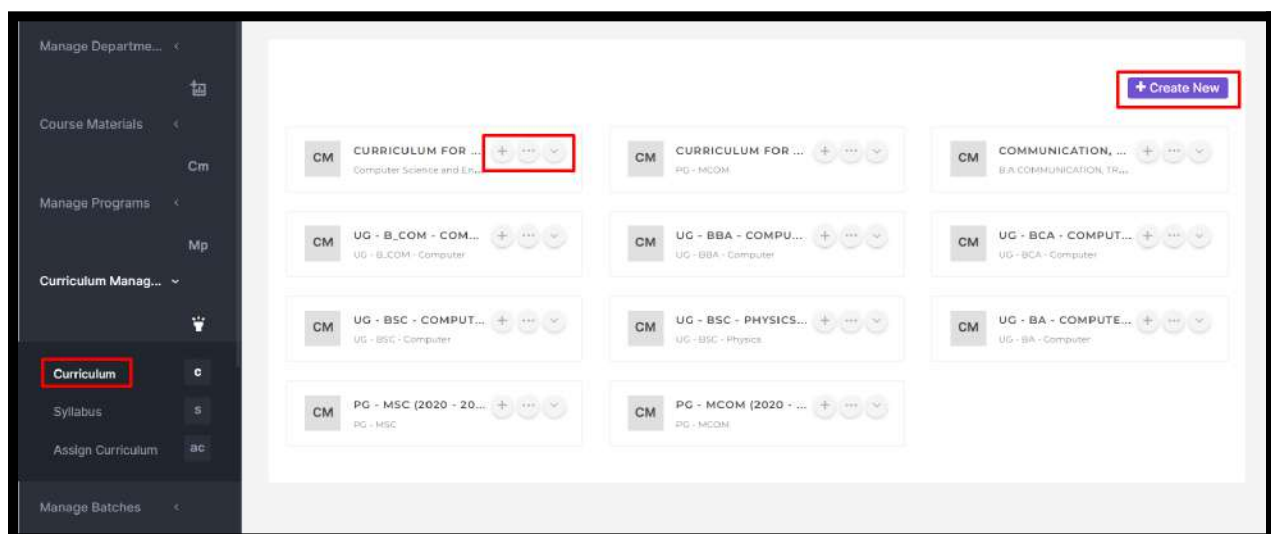 Manage Departme...
Course Materials
Cm
Manage Programs
Mp
Curriculum Manag...
Curriculum
c
Syllabus
s
Assign Curriculum
ac
Manage Batches
+ Create New
CM
CURRICULUM FOR ...
Computer Science and En...
CM
CURRICULUM FOR ...
PG - MCOM
CM
COMMUNICATION, ...
B.A COMMUNICATION, TR...
CM
UG - B_COM - COM...
UG - B_COM - Computer
CM
UG - BBA - COMPU...
UG - BBA - Computer
CM
UG - BCA - COMPUT...
UG - BCA - Computer
CM
UG - BSC - COMPUT...
UG - BSC - Computer
CM
UG - BSC - PHYSICS...
UG - BSC - Physics
CM
UG - BA - COMPUTE...
UG - BA - Computer
CM
PG - MSC (2020 - 20...
PG - MSC
CM
PG - MCOM (2020 - ...
PG - MCOM